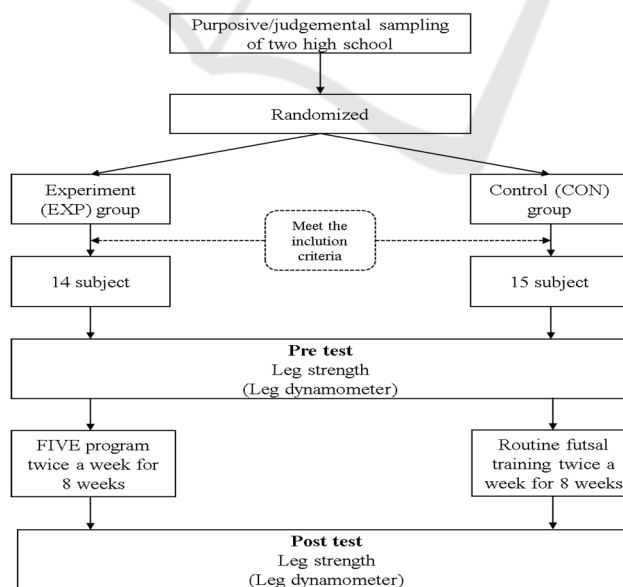 Purposive/judgemental sampling
of two high school
Randomized
Experiment
(EXP) group
Control (CON)
group
Meet the
inclution
criteria
14 subject
15 subject
Pre test
Leg strength
(Leg dynamometer)
FIVE program
twice a week for
8 weeks
Routine futsal
training twice a
week for 8 weeks
Post test
Leg strength
(Leg dynamometer)